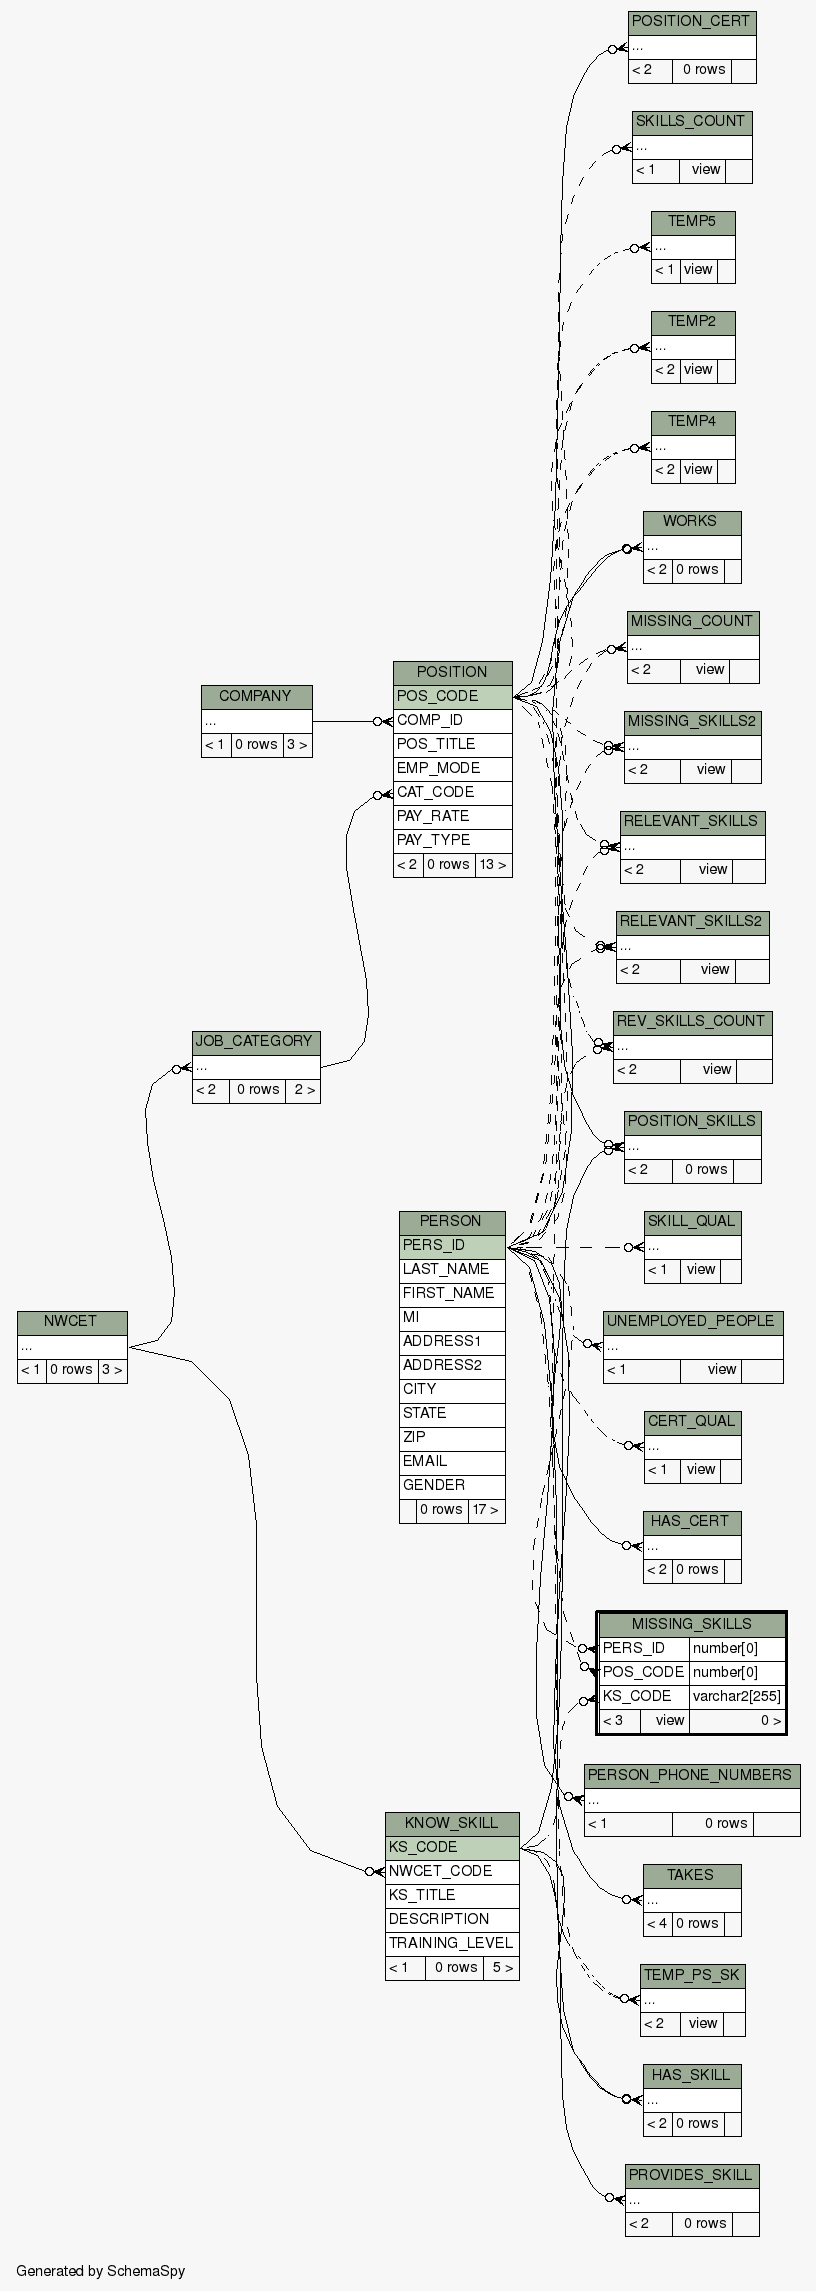 POSITION_CERT
...
< 2 0 rows
SKILLS_COUNT
...
< 1 view
TEMP5
...
< 1 view
TEMP2
...
< 2 view
TEMP4
...
< 2 view
WORKS
...
< 2 0 rows
MISSING_COUNT
...
< 2 view
POSITION
POS_CODE
COMP_ID
POS_TITLE
EMP_MODE
CAT_CODE
PAY_RATE
PAY_TYPE
< 2 0 rows 13 >
COMPANY
...
< 1 0 rows 3 >
MISSING_SKILLS2
...
< 2 view
RELEVANT_SKILLS
...
< 2 view
RELEVANT_SKILLS2
...
< 2 view
REV_SKILLS_COUNT
...
< 2 view
JOB_CATEGORY
...
< 2 0 rows 2 >
POSITION_SKILLS
...
< 2 0 rows
PERSON
PERS_ID
LAST_NAME
FIRST_NAME
MI
ADDRESS1
ADDRESS2
CITY
STATE
ZIP
EMAIL
GENDER
0 rows 17 >
SKILL_QUAL
...
< 1 view
NWCET
...
< 1 0 rows 3 >
UNEMPLOYED_PEOPLE
...
< 1 view
CERT_QUAL
...
< 1 view
HAS_CERT
...
< 2 0 rows
MISSING_SKILLS
PERS_ID number[0]
POS_CODE number[0]
KS_CODE varchar2[255]
< 3 view 0 >
PERSON_PHONE_NUMBERS
...
< 1 0 rows
KNOW_SKILL
KS_CODE
NWCET_CODE
KS_TITLE
DESCRIPTION
TRAINING_LEVEL
< 1 0 rows 5 >
TAKES
...
< 4 0 rows
TEMP_PS_SK
...
< 2 view
HAS_SKILL
...
< 2 0 rows
PROVIDES_SKILL
...
< 2 0 rows
Generated by SchemaSpy